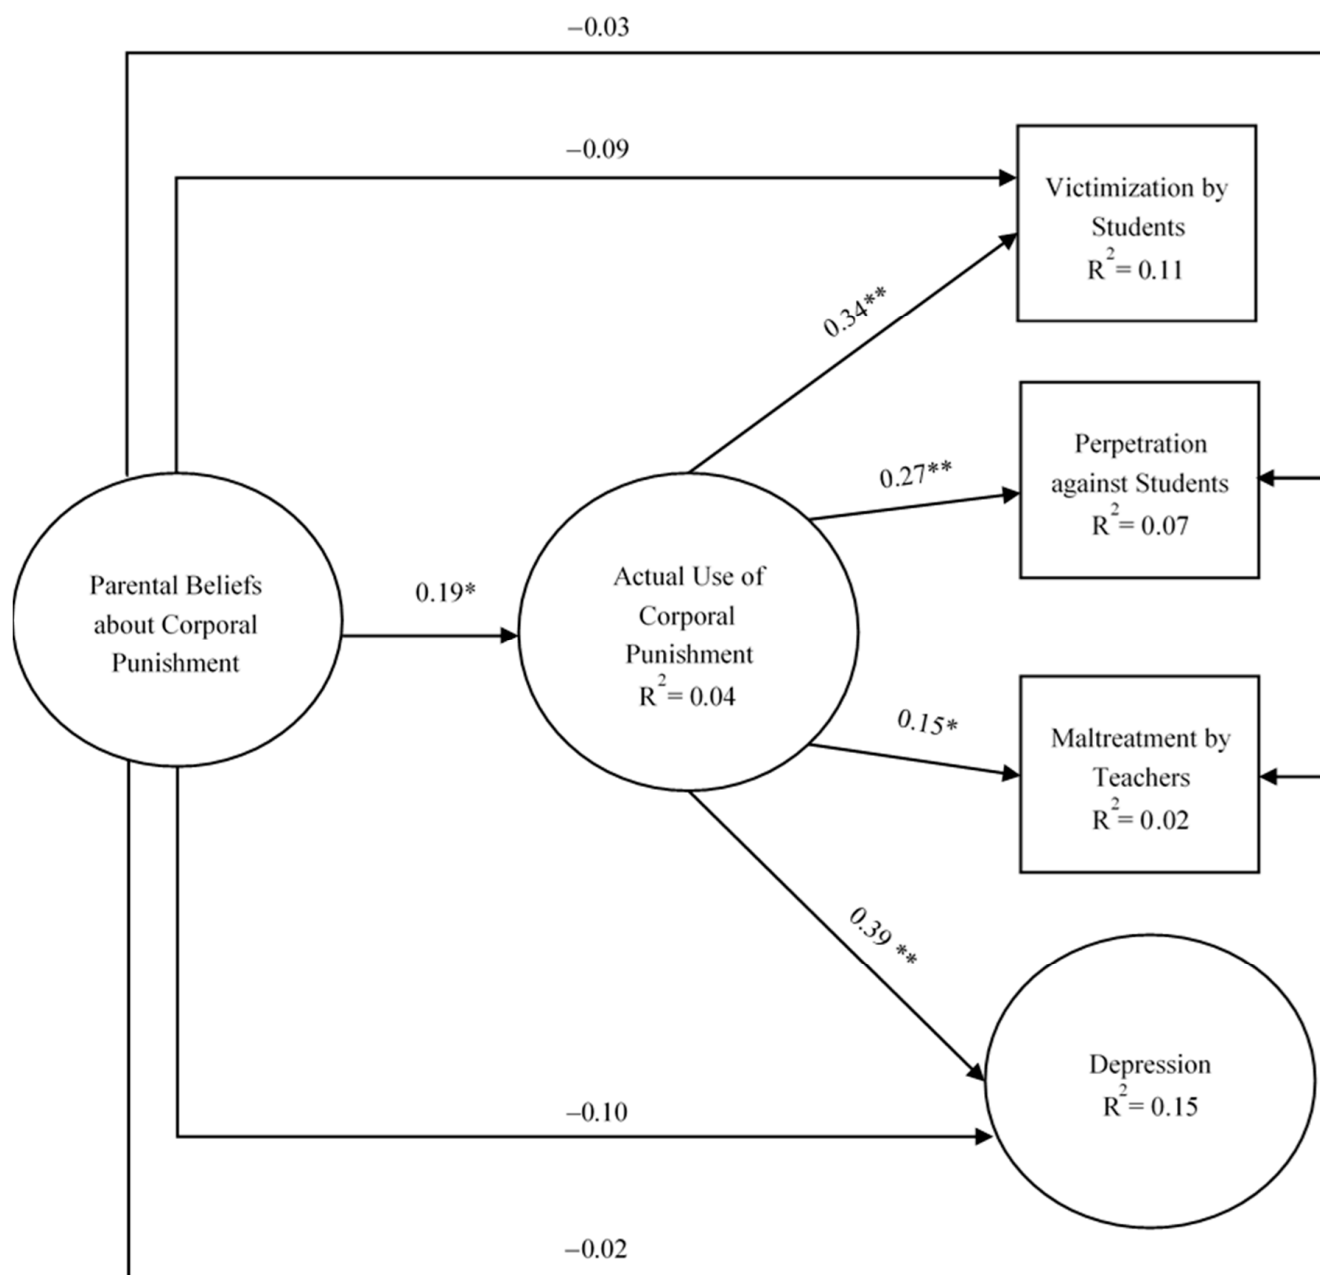 −0.03
−0.09
Victimization by
Students
R²= 0.11
0.34**
Perpetration
against Students
R²= 0.07
0.27**
Parental Beliefs
about Corporal
Punishment
0.19*
Actual Use of
Corporal
Punishment
R²= 0.04
0.15*
Maltreatment by
Teachers
R²= 0.02
0.39 **
Depression
R²= 0.15
−0.10
−0.02